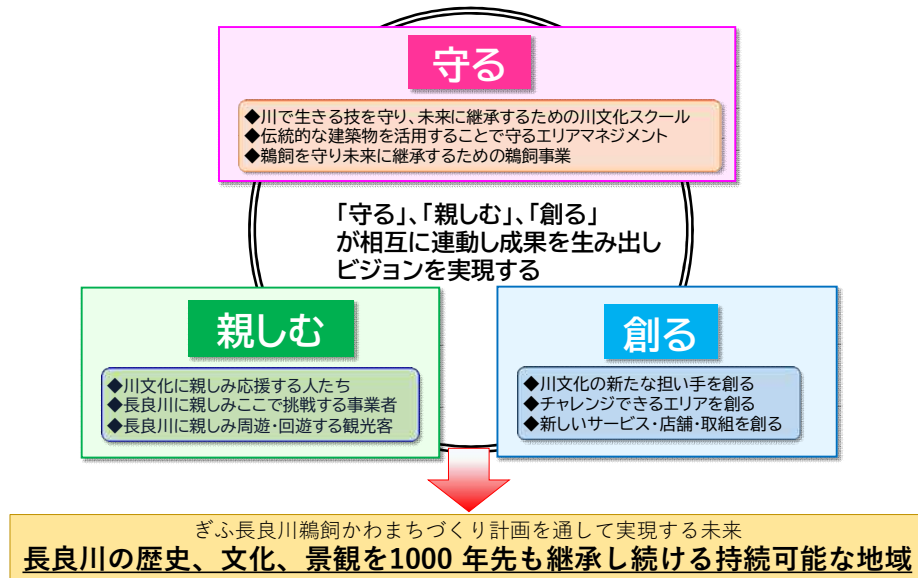 守る
◆川で生きる技を守り、未来に継承するための川文化スクール
◆伝統的な建築物を活用することで守るエリアマネジメント
◆鵜飼を守り未来に継承するための鵜飼事業
「守る」、「親しむ」、「創る」
が相互に連動し成果を生み出し
ビジョンを実現する
親しむ
◆川文化に親しみ応援する人たち
◆長良川に親しみここで挑戦する事業者
◆長良川に親しみ周遊・回遊する観光客
創る
◆川文化の新たな担い手を創る
◆チャレンジできるエリアを創る
◆新しいサービス・店舗・取組を創る
ぎふ長良川鵜飼かわまちづくり計画を通して実現する未来
長良川の歴史、文化、景観を1000 年先も継承し続ける持続可能な地域